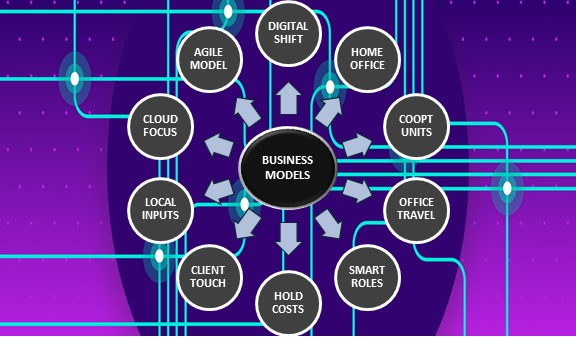 DIGITAL
SHIFT
AGILE
MODEL
HOME
OFFICE
CLOUD
FOCUS
COOPT
UNITS
BUSINESS
MODELS
LOCAL
INPUTS
OFFICE
TRAVEL
CLIENT
TOUCH
SMART
ROLES
HOLD
COSTS